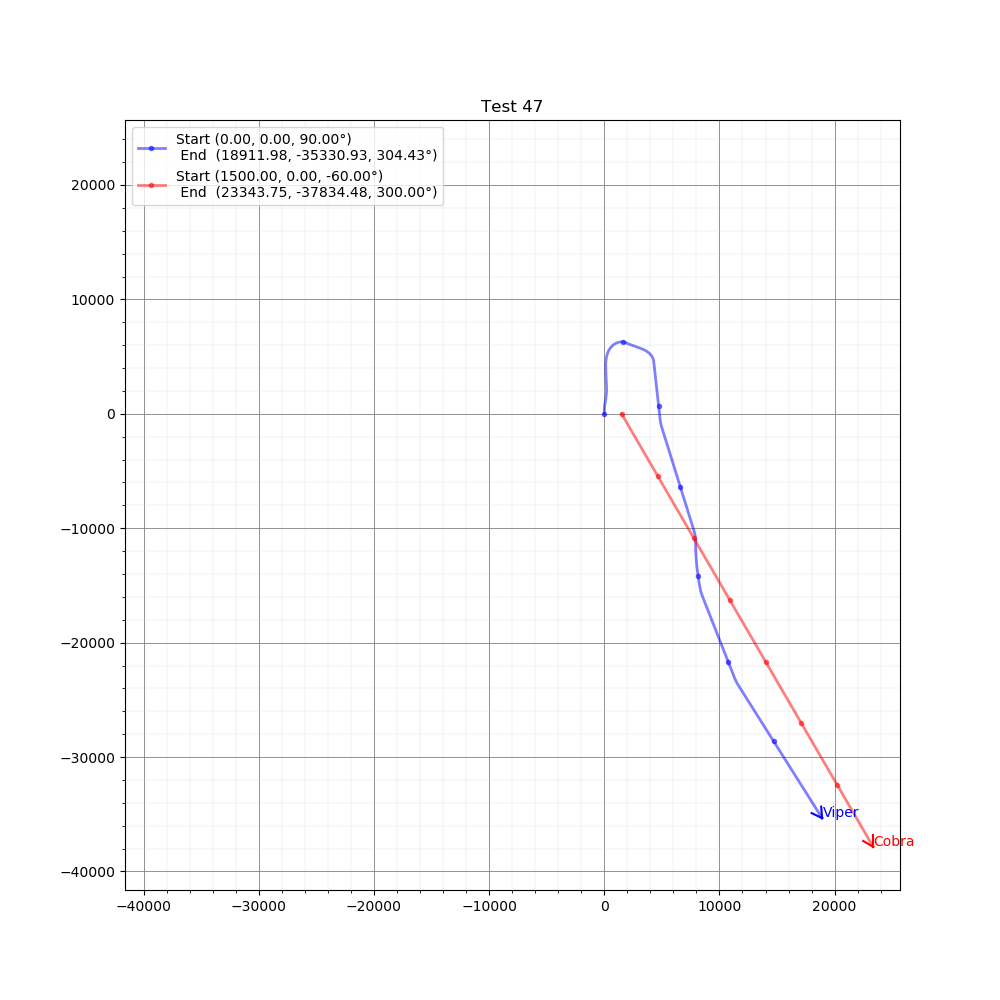 Test 47
Start (0.00, 0.00, 90.00°)
End (18911.98, -35330.93, 304.43°)
Start (1500.00, 0.00, -60.00°)
End (23343.75, -37834.48, 300.00°)
20000
10000
0
−10000
−20000
−30000
−40000
Viper
Cobra
−40000
−30000
−20000
−10000
0
10000
20000